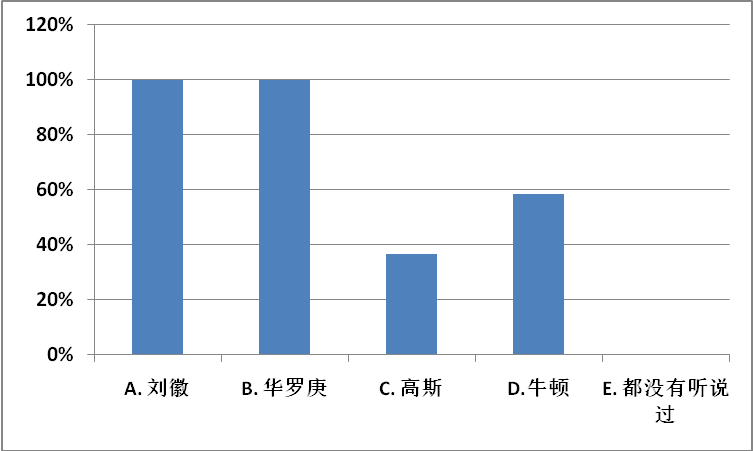 120%
100%
80%
60%
40%
20%
0%
A. 刘徽
B. 华罗庚
C. 高斯
D.牛顿
E. 都没有听说
过